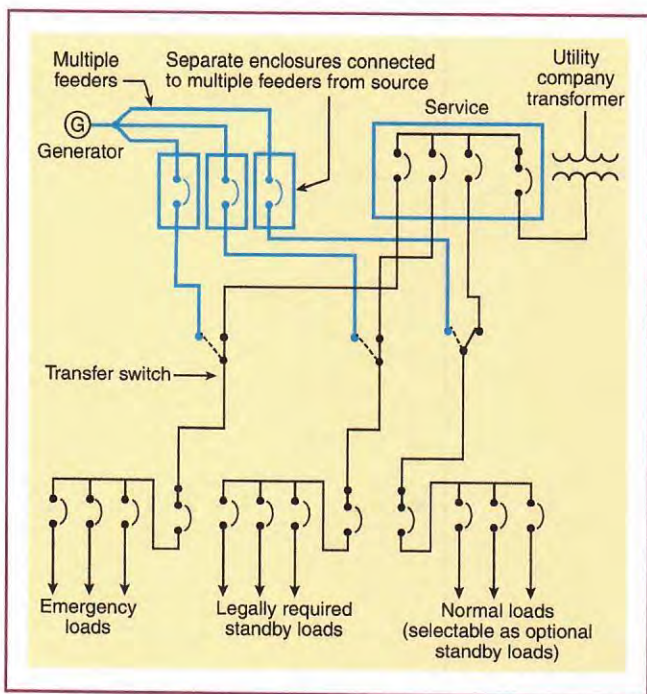 Multiple
feeders
Separate enclosures connected
to multiple feeders from source
Utility
company
transformer
Service
G
Generator
Transfer switch
Emergency
loads
Legally required
standby loads
Normal loads
(selectable as optional
standby loads)